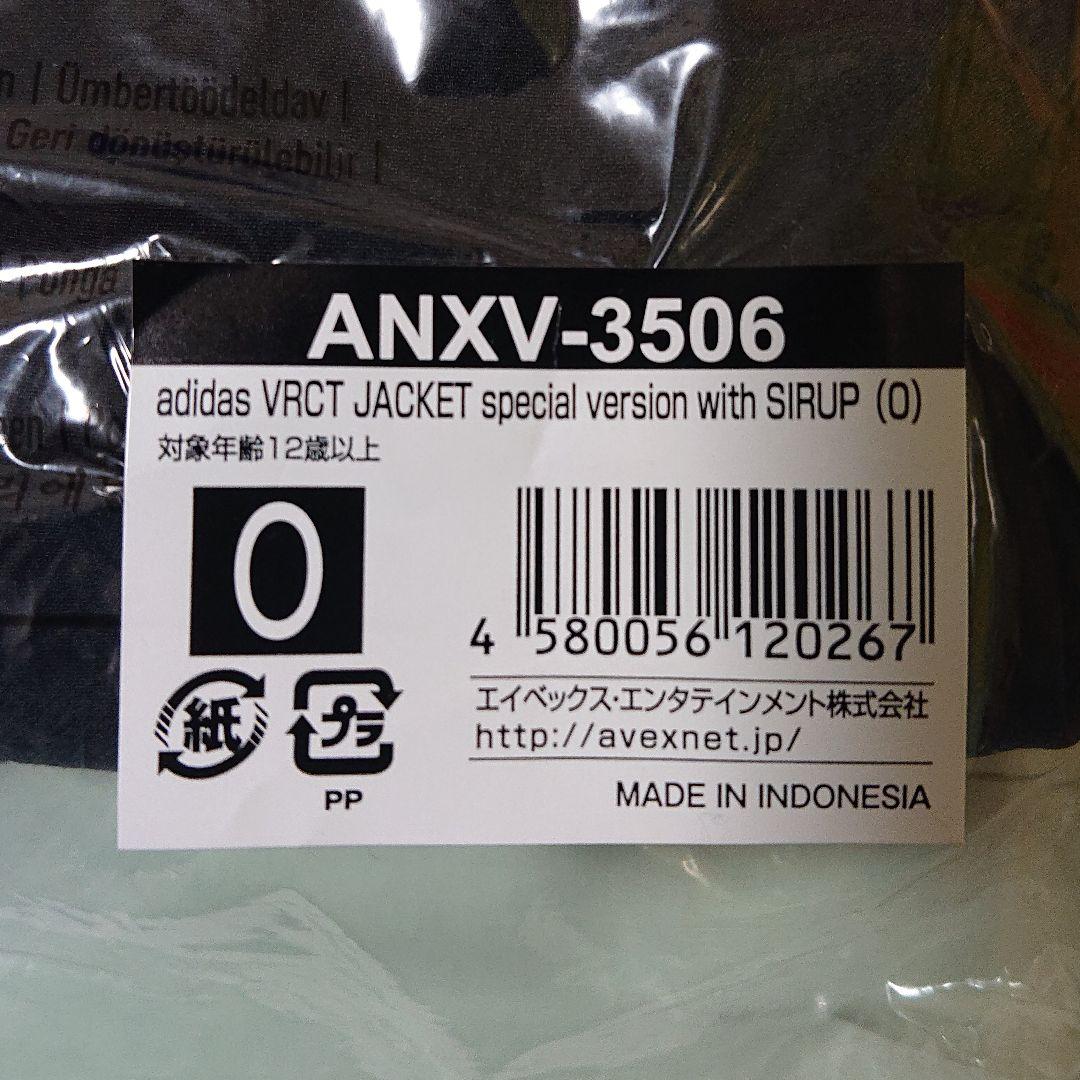 Ümbertöödeldav |
Geri dönüştürülebilir |
ANXV-3506
adidas VRCT JACKET special version with SIRUP (O)
対象年齢12歳以上
O
4 580056 120267
紙
プラ
PP
エイベックス・エンタテインメント株式会社
http://avexnet.jp/
MADE IN INDONESIA